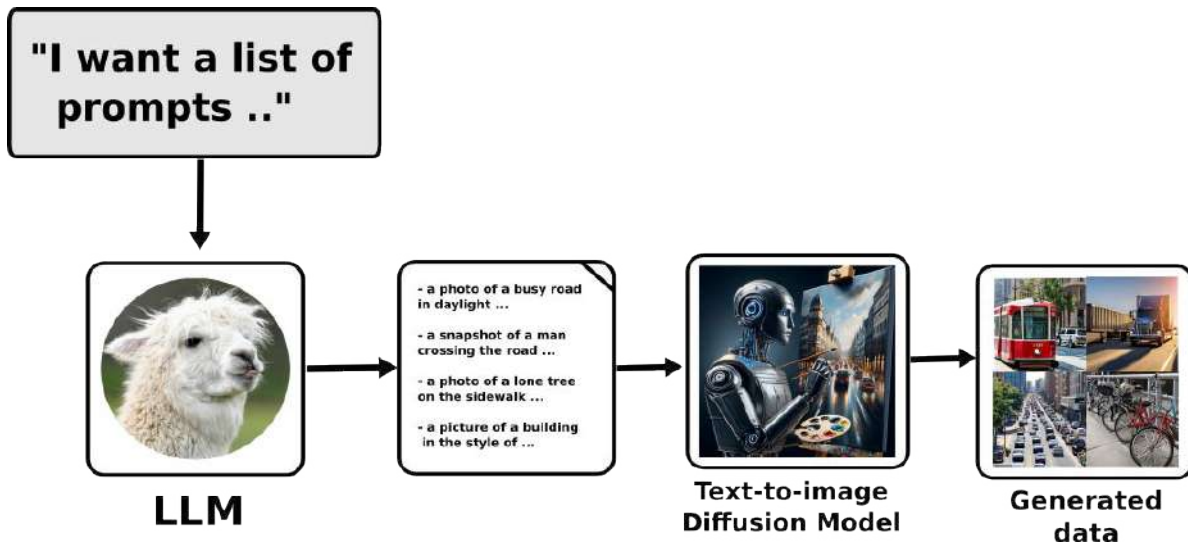 "I want a list of
prompts .."
- a photo of a busy road
in daylight ...
- a snapshot of a man
crossing the road ...
- a photo of a lone tree
on the sidewalk ...
- a picture of a building
in the style of ...
LLM
Text-to-image
Diffusion Model
Generated
data